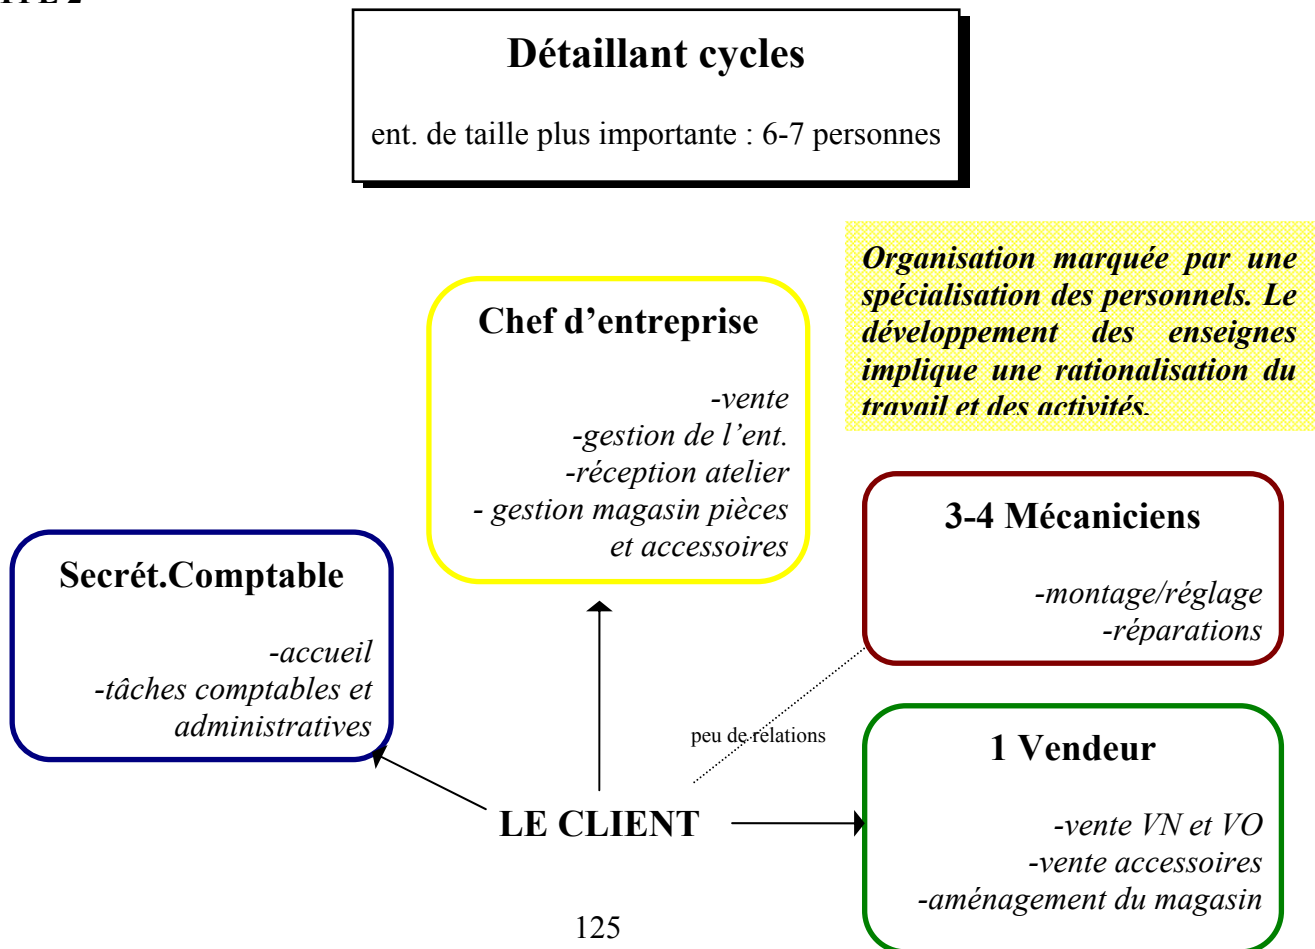 Détaillant cycles
ent. de taille plus importante : 6-7 personnes
Organisation marquée par une
spécialisation des personnels. Le
développement des enseignes
implique une rationalisation du
travail et des activités.
Chef d’entreprise
-vente
-gestion de l’ent.
-réception atelier
- gestion magasin pièces
et accessoires
3-4 Mécaniciens
-montage/réglage
-réparations
Secrét.Comptable
-accueil
-tâches comptables et
administratives
peu de relations
1 Vendeur
-vente VN et VO
-vente accessoires
-aménagement du magasin
LE CLIENT
125